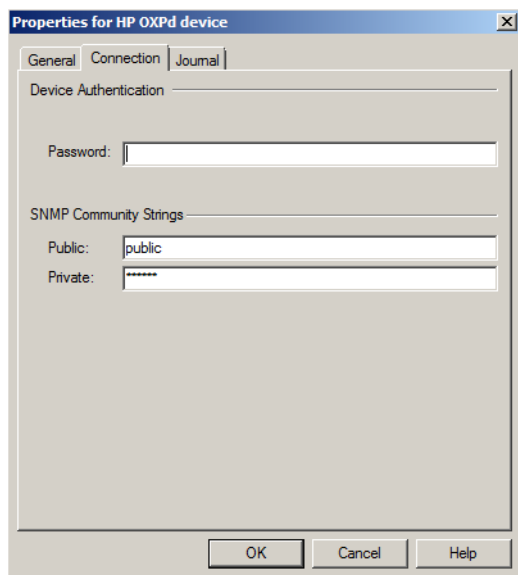 Properties for HP OXPd device
General Connection Journal
Device Authentication
Password:
SNMP Community Strings
Public: public
Private: ******
OK Cancel Help